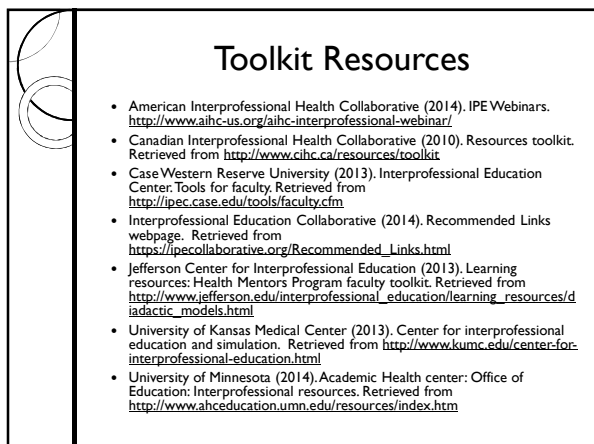 Toolkit Resources
• American Interprofessional Health Collaborative (2014). IPE Webinars.
http://www.aihc-us.org/aihc-interprofessional-webinar/
• Canadian Interprofessional Health Collaborative (2010). Resources toolkit.
Retrieved from http://www.cihc.ca/resources/toolkit
• Case Western Reserve University (2013). Interprofessional Education
Center. Tools for faculty. Retrieved from
http://ipec.case.edu/tools/faculty.cfm
• Interprofessional Education Collaborative (2014). Recommended Links
webpage. Retrieved from
https://ipecollaborative.org/Recommended_Links.html
• Jefferson Center for Interprofessional Education (2013). Learning
resources: Health Mentors Program faculty toolkit. Retrieved from
http://www.jefferson.edu/interprofessional_education/learning_resources/d
iadactic_models.html
• University of Kansas Medical Center (2013). Center for interprofessional
education and simulation. Retrieved from http://www.kumc.edu/center-for-
interprofessional-education.html
• University of Minnesota (2014). Academic Health center: Office of
Education: Interprofessional resources. Retrieved from
http://www.ahceducation.umn.edu/resources/index.htm